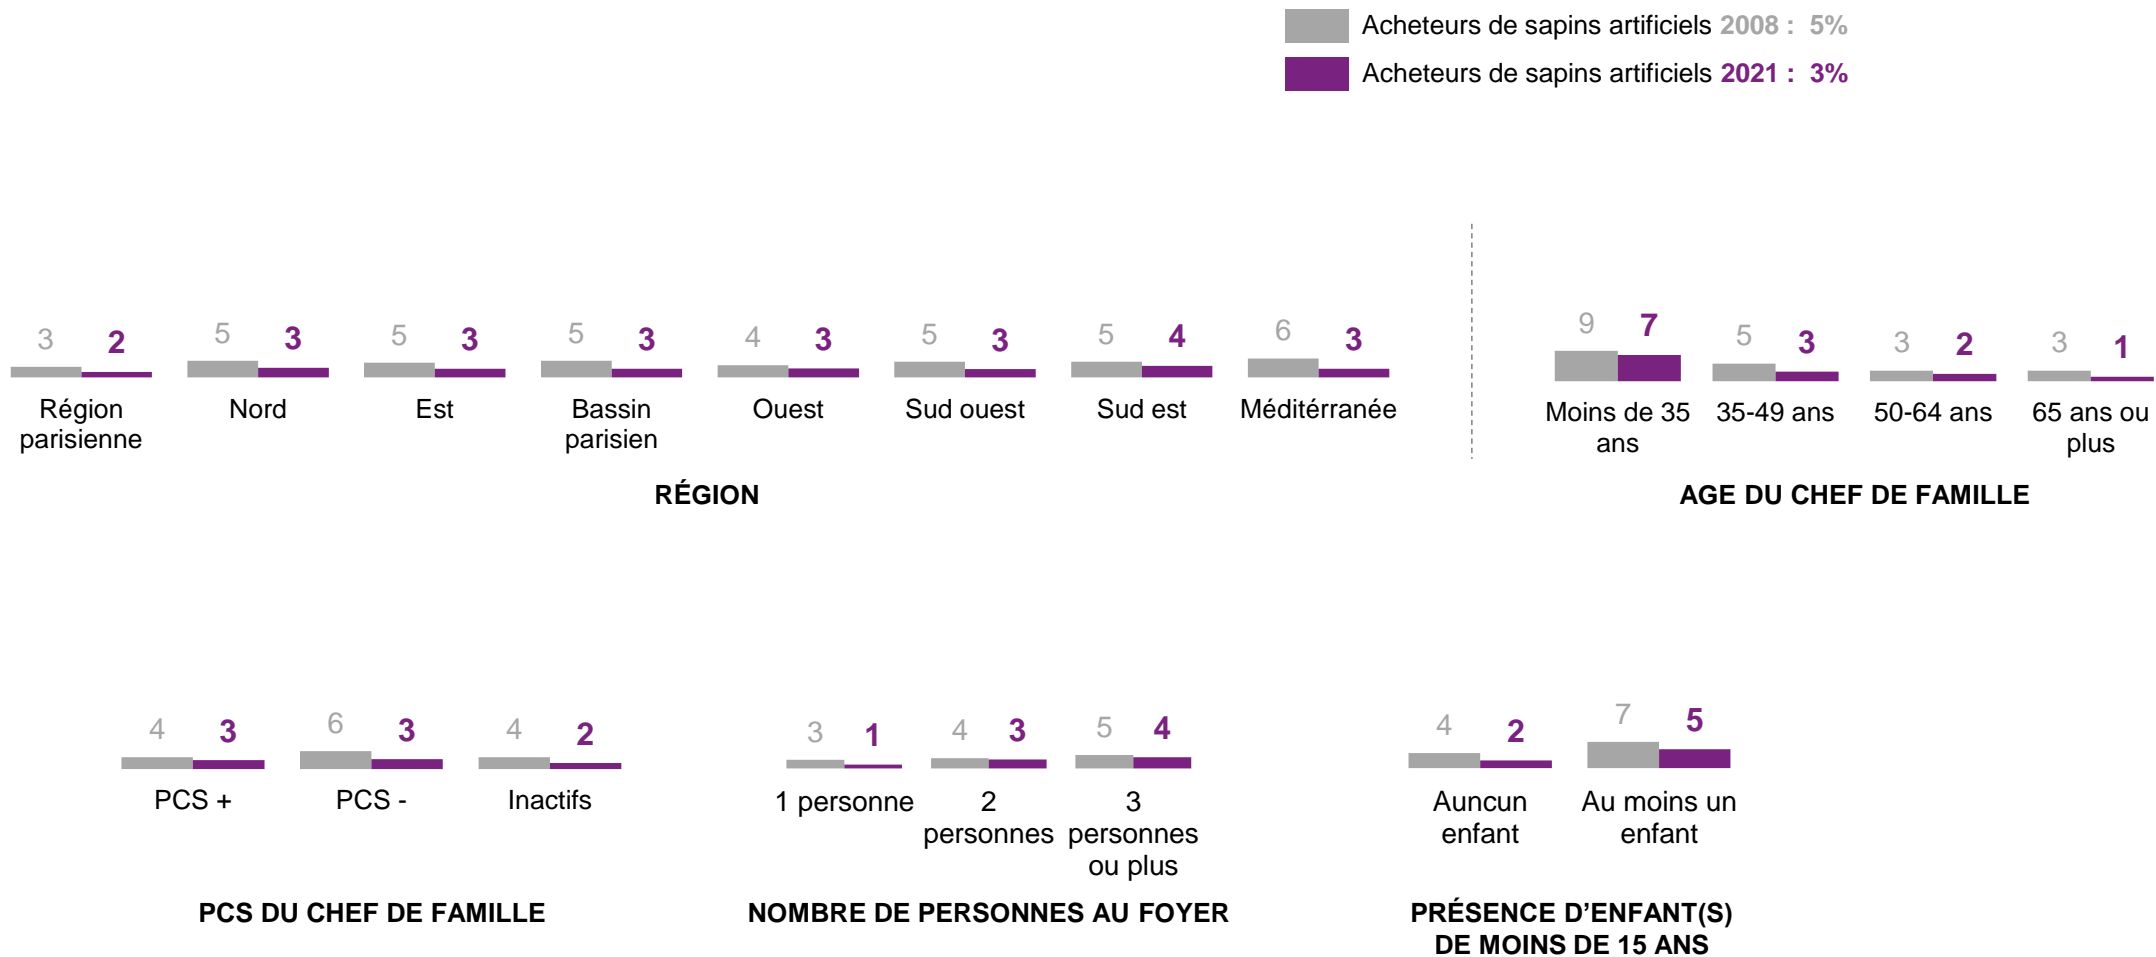 Acheteurs de sapins artificiels 2008 : 5%
Acheteurs de sapins artificiels 2021 : 3%
3 2 5 3 5 3 5 3 4 3 5 3 5 4 6 3
Région parisienne Nord Est Bassin parisien Ouest Sud ouest Sud est Méditérranée
RÉGION
9 7 5 3 3 2 3 1
Moins de 35 ans 35-49 ans 50-64 ans 65 ans ou plus
AGE DU CHEF DE FAMILLE
4 3 6 3 4 2
PCS + PCS - Inactifs
PCS DU CHEF DE FAMILLE
3 1 4 3 5 4
1 personne 2 personnes 3 personnes ou plus
NOMBRE DE PERSONNES AU FOYER
4 2 7 5
Auncun enfant Au moins un enfant
PRÉSENCE D’ENFANT(S)
DE MOINS DE 15 ANS